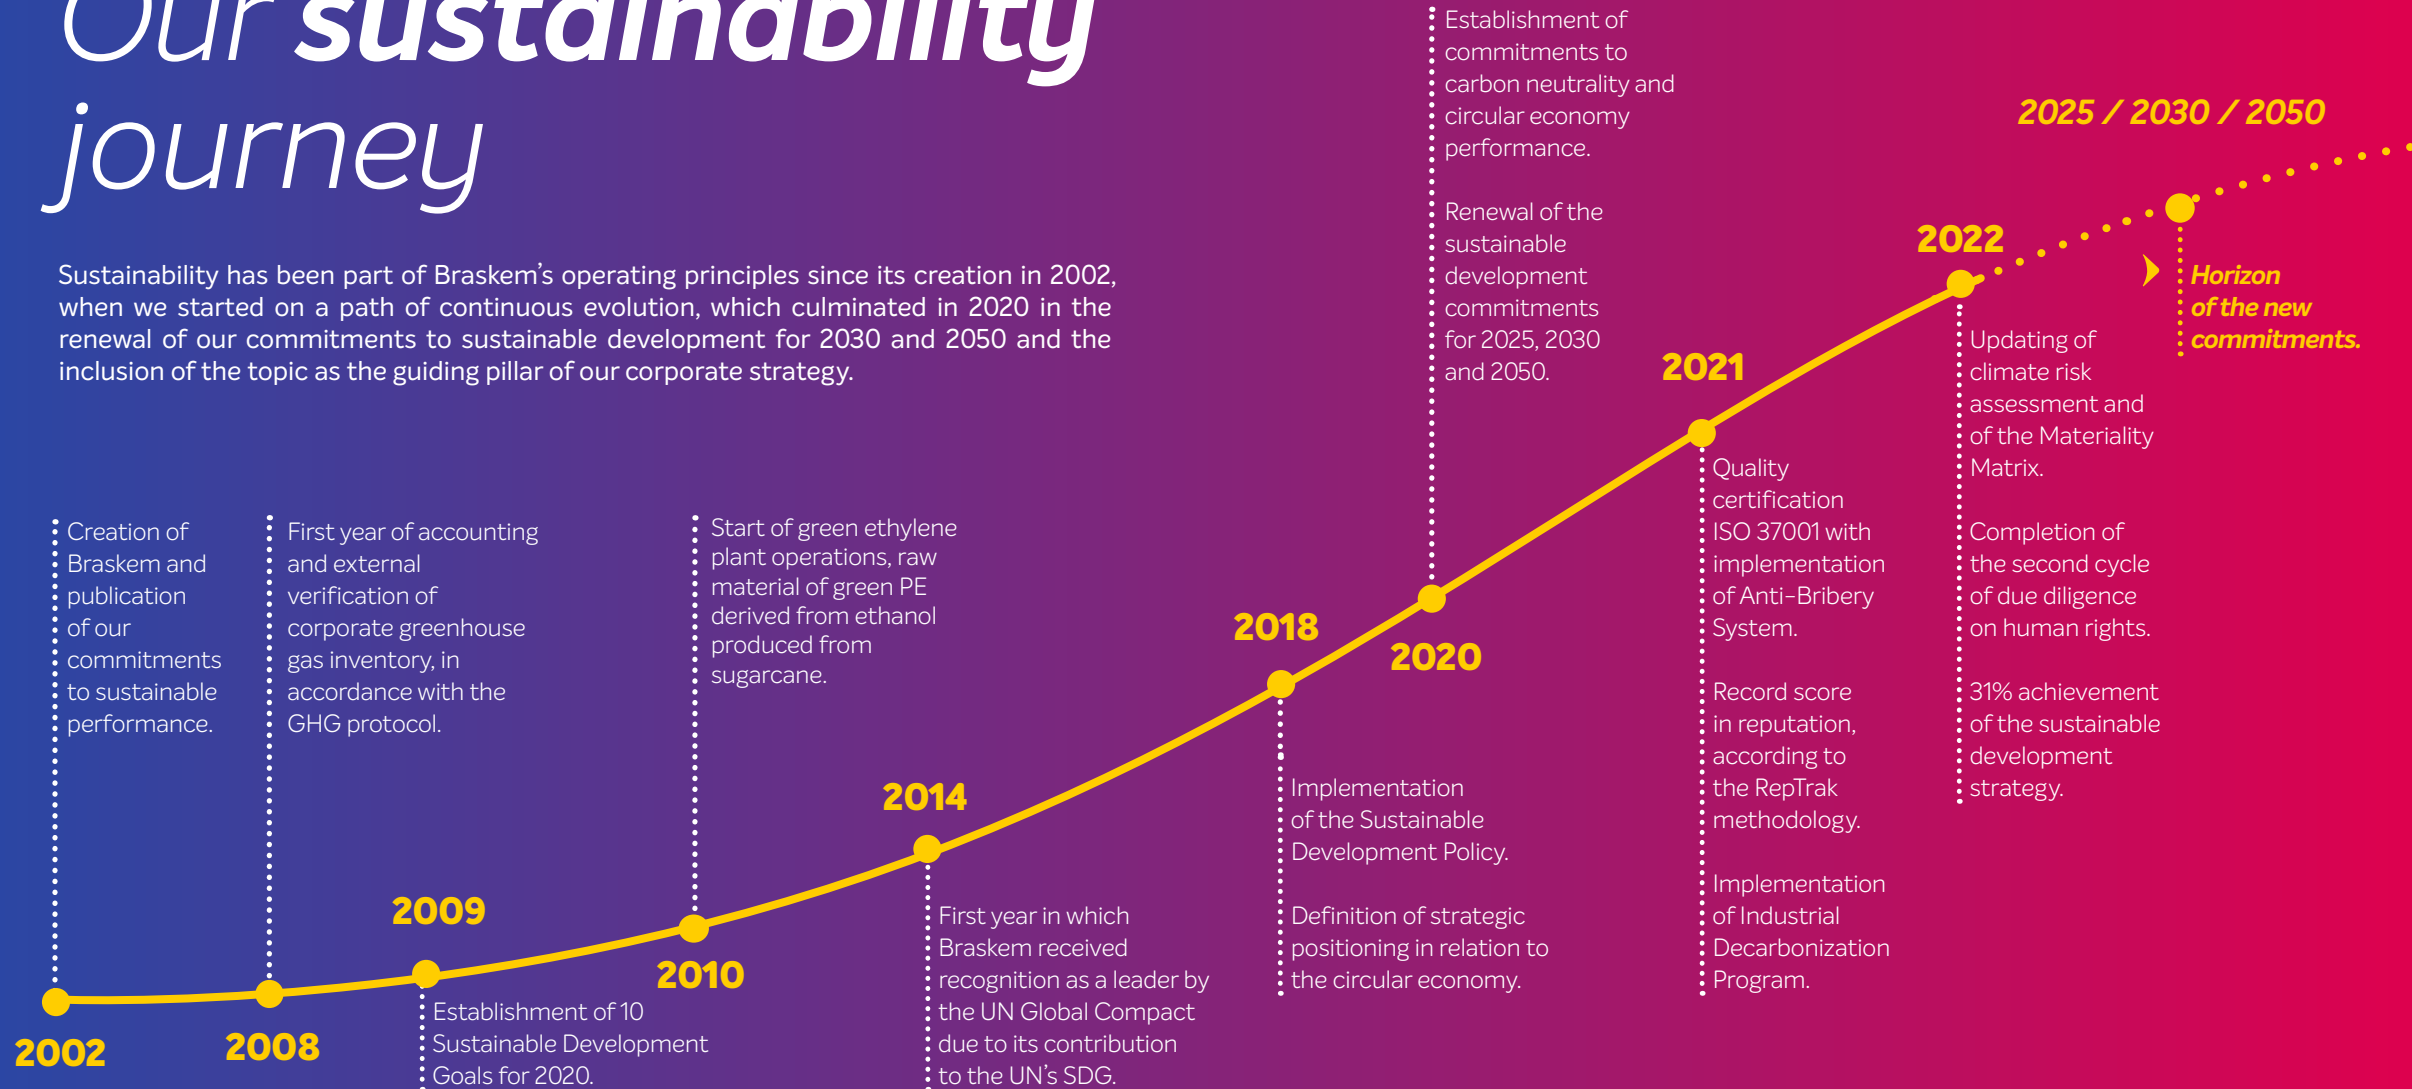 Our sustainability
journey
Sustainability has been part of Braskem's operating principles since its creation in 2002,
when we started on a path of continuous evolution, which culminated in 2020 in the
renewal of our commitments to sustainable development for 2030 and 2050 and the
inclusion of the topic as the guiding pillar of our corporate strategy.
2002
Creation of
Braskem and
publication
of our
commitments
to sustainable
performance.
2008
First year of accounting
and external
verification of
corporate greenhouse
gas inventory, in
accordance with the
GHG protocol.
2009
Establishment of 10
Sustainable Development
Goals for 2020.
2010
Start of green ethylene
plant operations, raw
material of green PE
derived from ethanol
produced from
sugarcane.
2014
First year in which
Braskem received
recognition as a leader by
the UN Global Compact
due to its contribution
to the UN's SDG.
2018
Implementation
of the Sustainable
Development Policy.
Definition of strategic
positioning in relation to
the circular economy.
2020
Establishment of
commitments to
carbon neutrality and
circular economy
performance.
Renewal of the
sustainable
development
commitments
for 2025, 2030
and 2050.
2021
Quality
certification
ISO 37001 with
implementation
of Anti-Bribery
System.
Record score
in reputation,
according to
the RepTrak
methodology.
Implementation
of Industrial
Decarbonization
Program.
2022
Updating of
climate risk
assessment and
of the Materiality
Matrix.
Completion of
the second cycle
of due diligence
on human rights.
31% achievement
of the sustainable
development
strategy.
2025 / 2030 / 2050
Horizon
of the new
commitments.